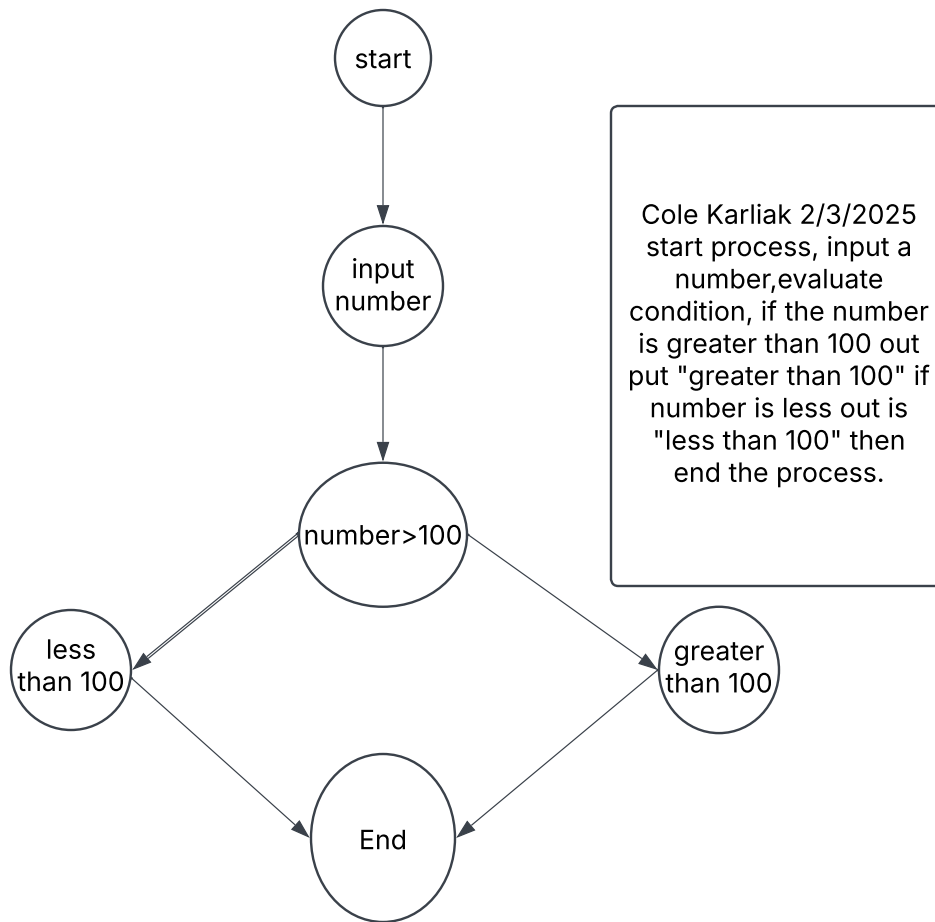 start
input
number
number>100
less
than 100
greater
than 100
End
Cole Karliak 2/3/2025
start process, input a
number,evaluate
condition, if the number
is greater than 100 out
put "greater than 100" if
number is less out is
"less than 100" then
end the process.